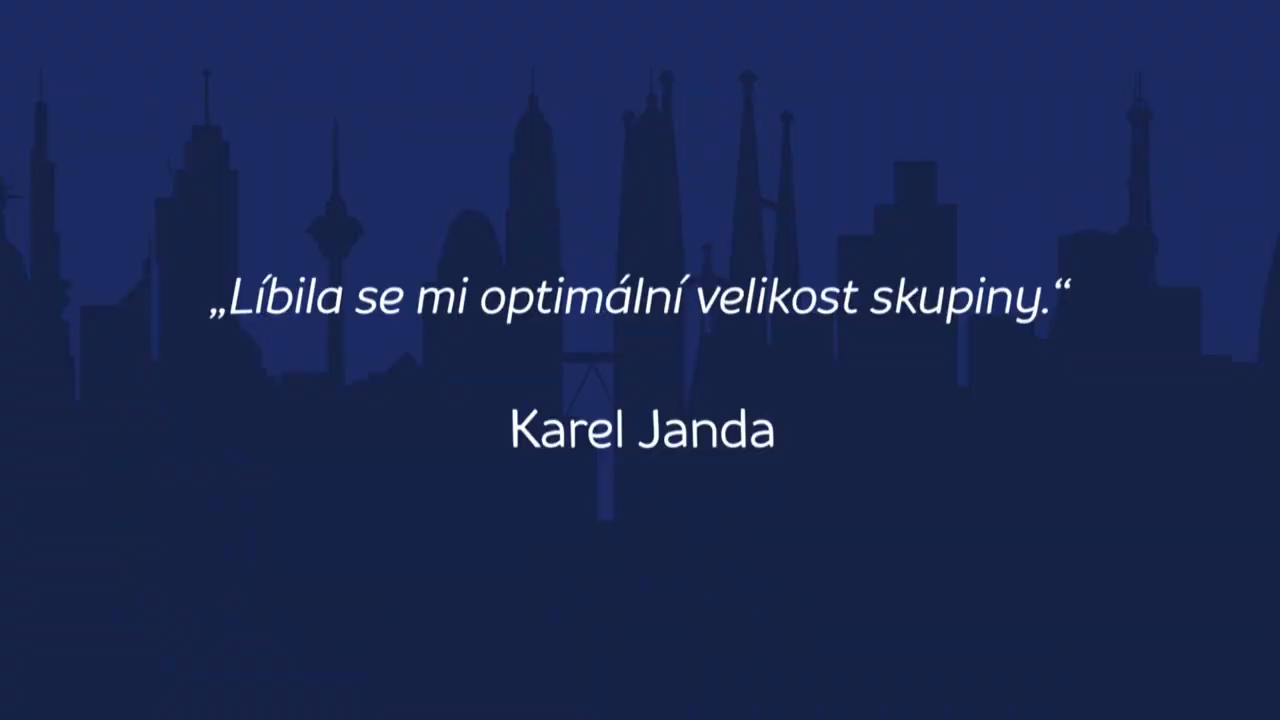 „Líbila se mi optimální velikost skupiny.“
Karel Janda